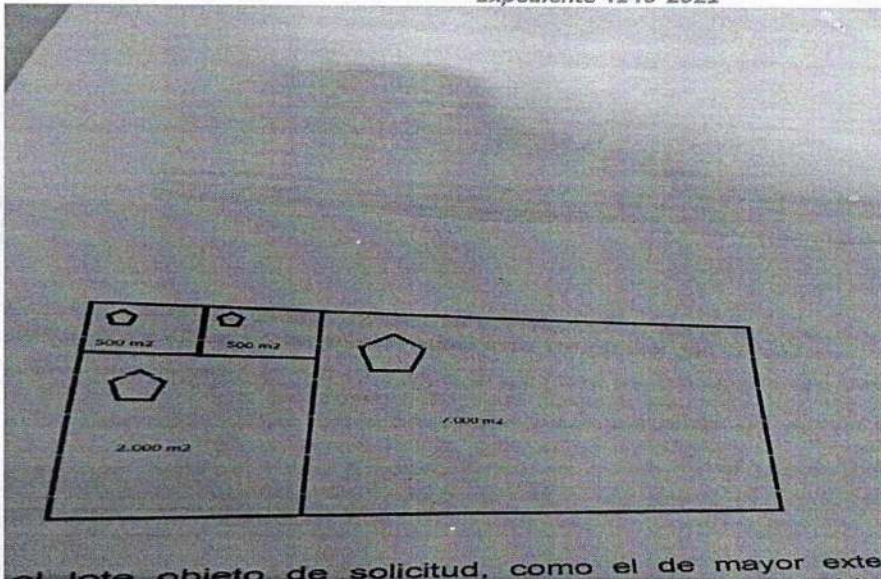 500 m2 500 m2
2.000 m2
7.000 m2
el lote objeto de solicitud, como el de mayor exte